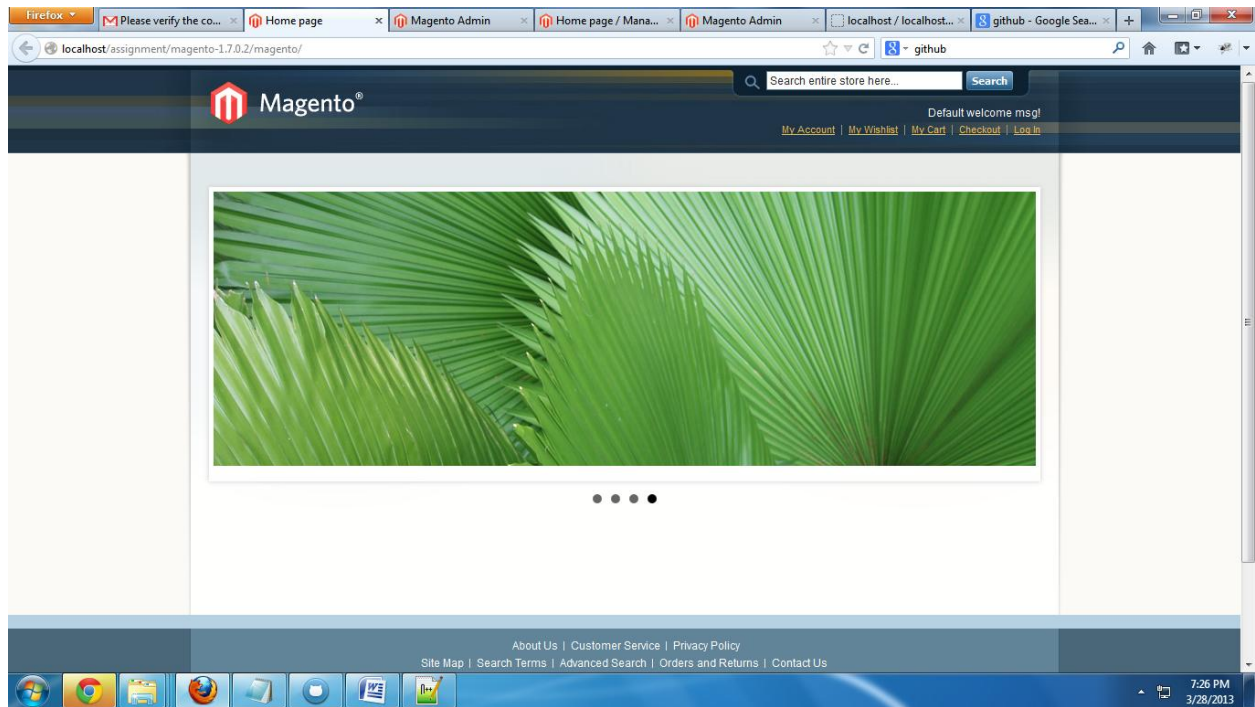 Firefox
Please verify the co...
Home page
Magento Admin
Home page / Mana...
Magento Admin
localhost / localhost...
github - Google Sea...
localhost/assignment/magento-1.7.0.2/magento/
github
Magento®
Search entire store here...
Search
Default welcome msg!
My Account | My Wishlist | My Cart | Checkout | Log In
About Us | Customer Service | Privacy Policy
Site Map | Search Terms | Advanced Search | Orders and Returns | Contact Us
7:26 PM
3/28/2013